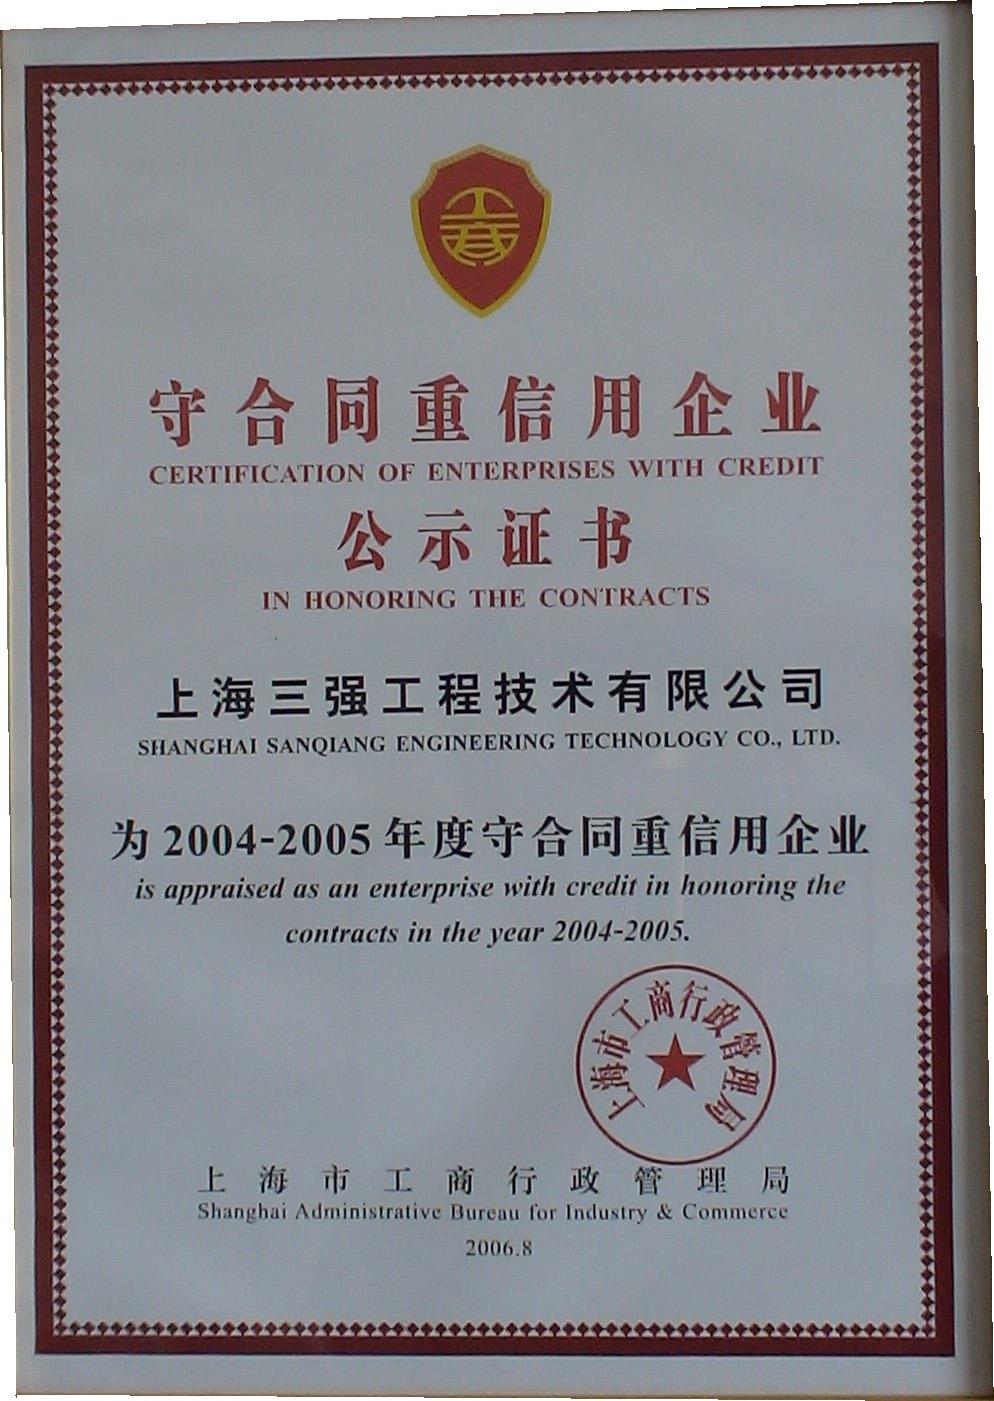 守合同重信用企业
CERTIFICATION OF ENTERPRISES WITH CREDIT
公示证书
IN HONORING THE CONTRACTS
上海三强工程技术有限公司
SHANGHAI SANQIANG ENGINEERING TECHNOLOGY CO., LTD.
为2004-2005年度守合同重信用企业
is appraised as an enterprise with credit in honoring the
contracts in the year 2004-2005.
上海市工商行政管理局
上海市工商行政管理局
Shanghai Administrative Bureau for Industry & Commerce
2006.8